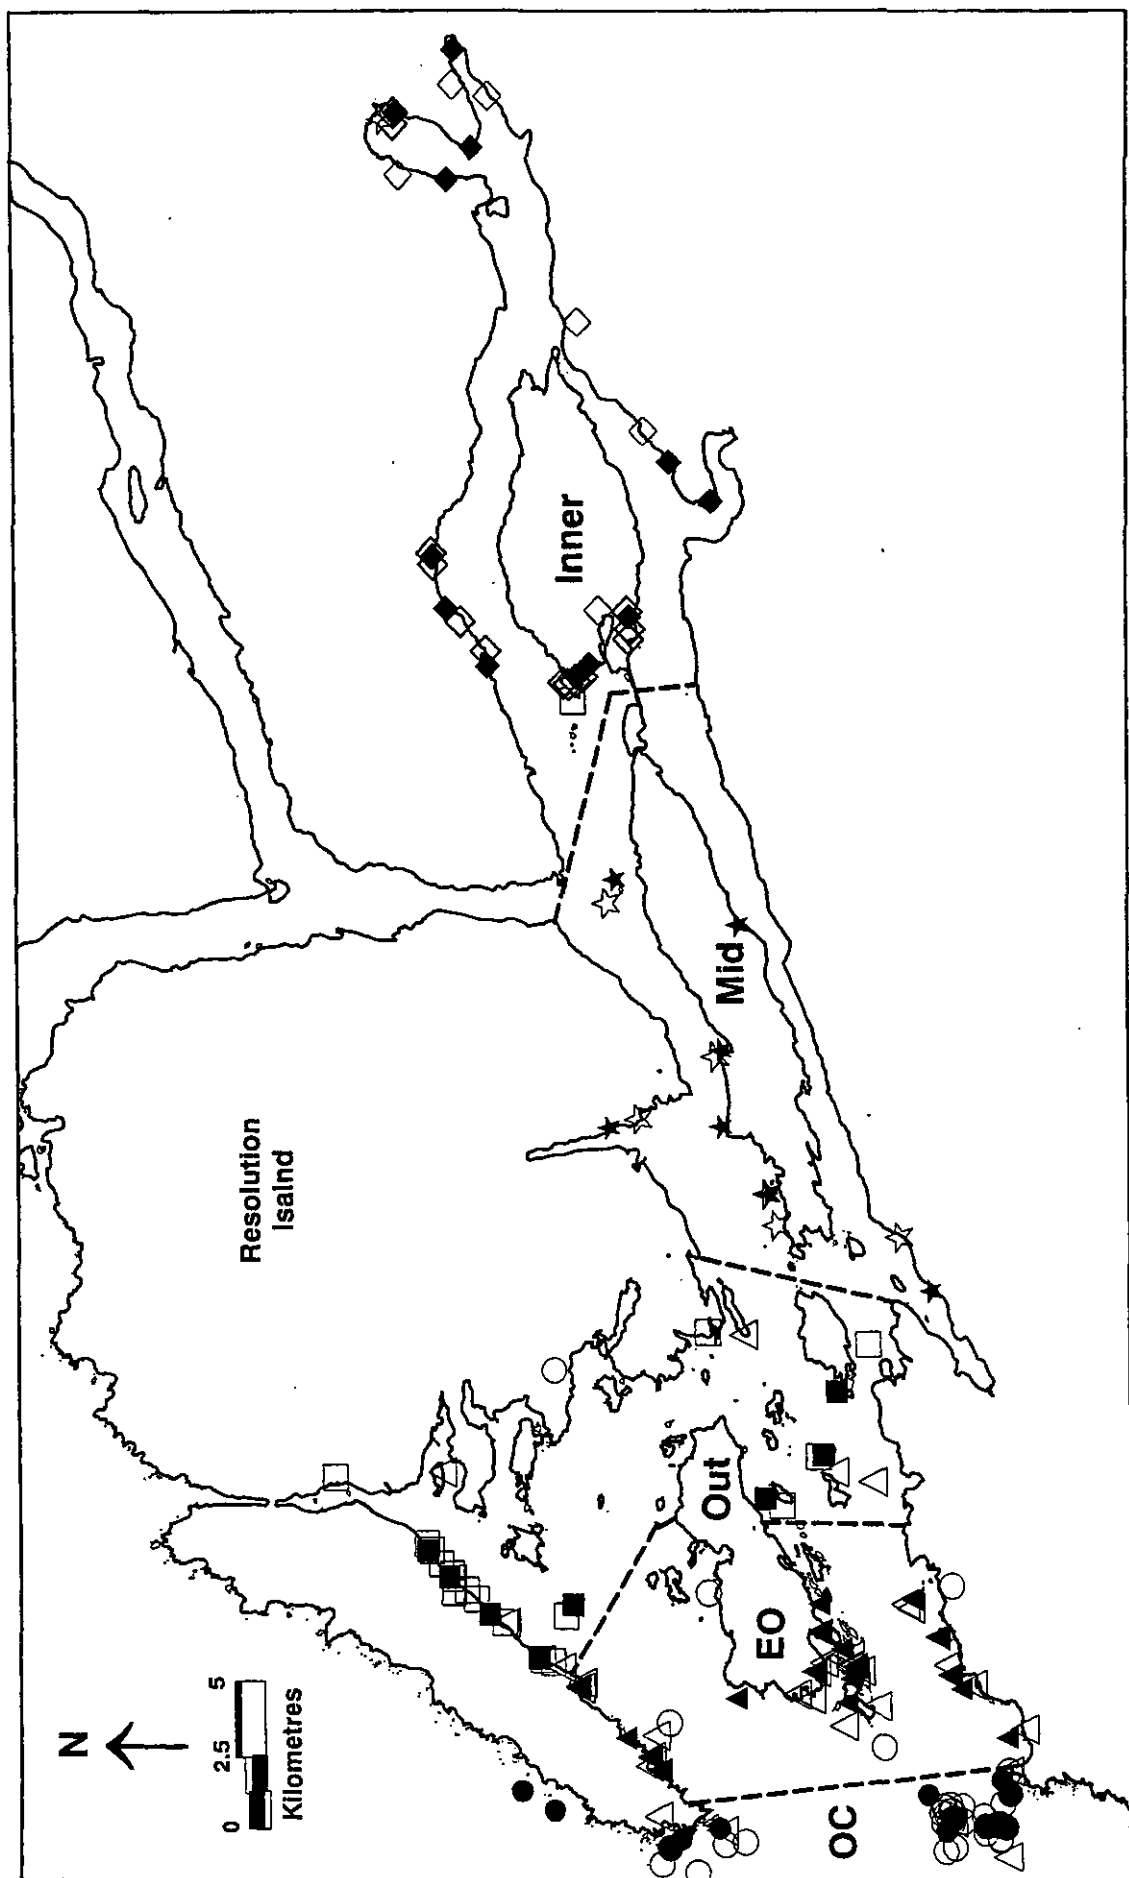 Resolution
Isalnd
Inner
Mid
Out
EO
OC
N
0 2.5 5
Kilometres